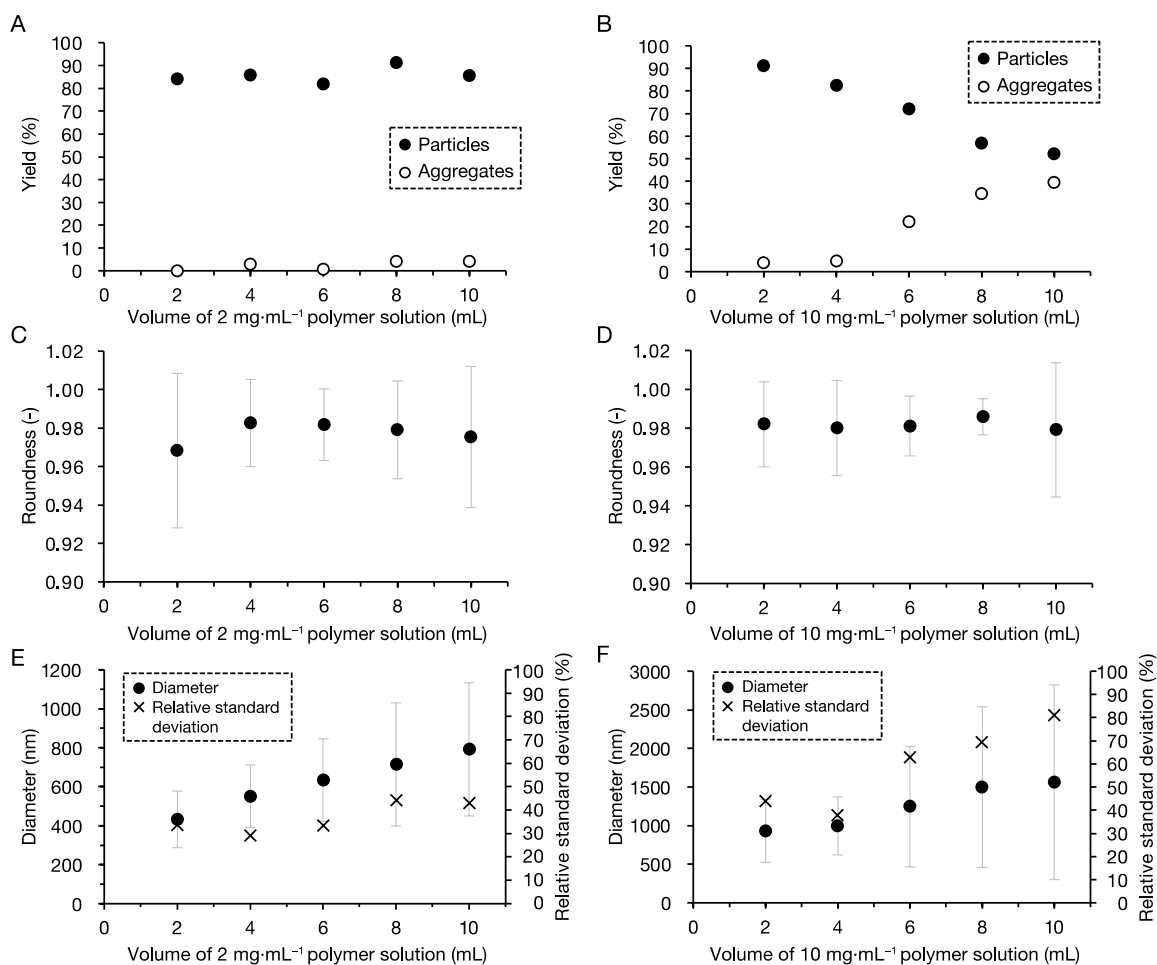 A
100
90
80
70
60
50
40
30
20
10
0
Yield (%)
Particles
Aggregates
0 2 4 6 8 10
Volume of 2 mg·mL⁻¹ polymer solution (mL)
B
100
90
80
70
60
50
40
30
20
10
0
Yield (%)
Particles
Aggregates
0 2 4 6 8 10
Volume of 10 mg·mL⁻¹ polymer solution (mL)
C
1.02
1.00
0.98
0.96
0.94
0.92
0.90
Roundness (-)
0 2 4 6 8 10
Volume of 2 mg·mL⁻¹ polymer solution (mL)
D
1.02
1.00
0.98
0.96
0.94
0.92
0.90
Roundness (-)
0 2 4 6 8 10
Volume of 10 mg·mL⁻¹ polymer solution (mL)
E
1200
1000
800
600
400
200
0
Diameter (nm)
Diameter
Relative standard
deviation
100
90
80
70
60
50
40
30
20
10
0
Relative standard deviation (%)
0 2 4 6 8 10
Volume of 2 mg·mL⁻¹ polymer solution (mL)
F
3000
2500
2000
1500
1000
500
0
Diameter (nm)
Diameter
Relative standard
deviation
100
90
80
70
60
50
40
30
20
10
0
Relative standard deviation (%)
0 2 4 6 8 10
Volume of 10 mg·mL⁻¹ polymer solution (mL)